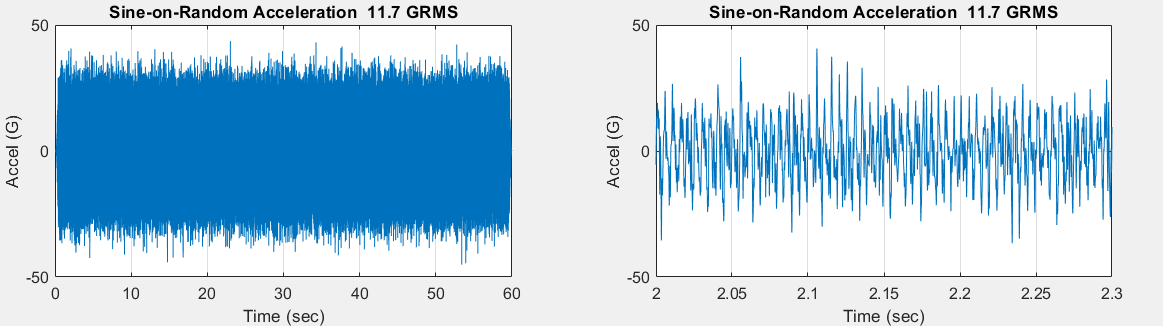 Sine-on-Random Acceleration  11.7 GRMS
50
0
-50
Accel (G)
0 10 20 30 40 50 60
Time (sec)
Sine-on-Random Acceleration  11.7 GRMS
50
0
-50
Accel (G)
2 2.05 2.1 2.15 2.2 2.25 2.3
Time (sec)